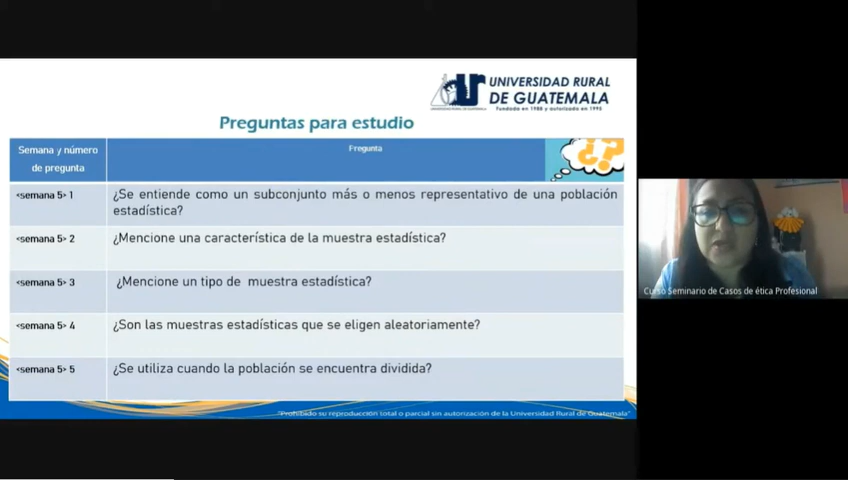 UNIVERSIDAD RURAL
DE GUATEMALA
Fundada en 1988 y autorizada en 1995
Preguntas para estudio
Semana y número
de pregunta
Pregunta
<semana 5> 1
¿Se entiende como un subconjunto más o menos representativo de una población
estadística?
<semana 5> 2
¿Mencione una característica de la muestra estadística?
<semana 5> 3
¿Mencione un tipo de muestra estadística?
<semana 5> 4
¿Son las muestras estadísticas que se eligen aleatoriamente?
<semana 5> 5
¿Se utiliza cuando la población se encuentra dividida?
"Prohibido su reproducción total o parcial sin autorización de la Universidad Rural de Guatemala"
Curso Seminario de Casos de ética Profesional